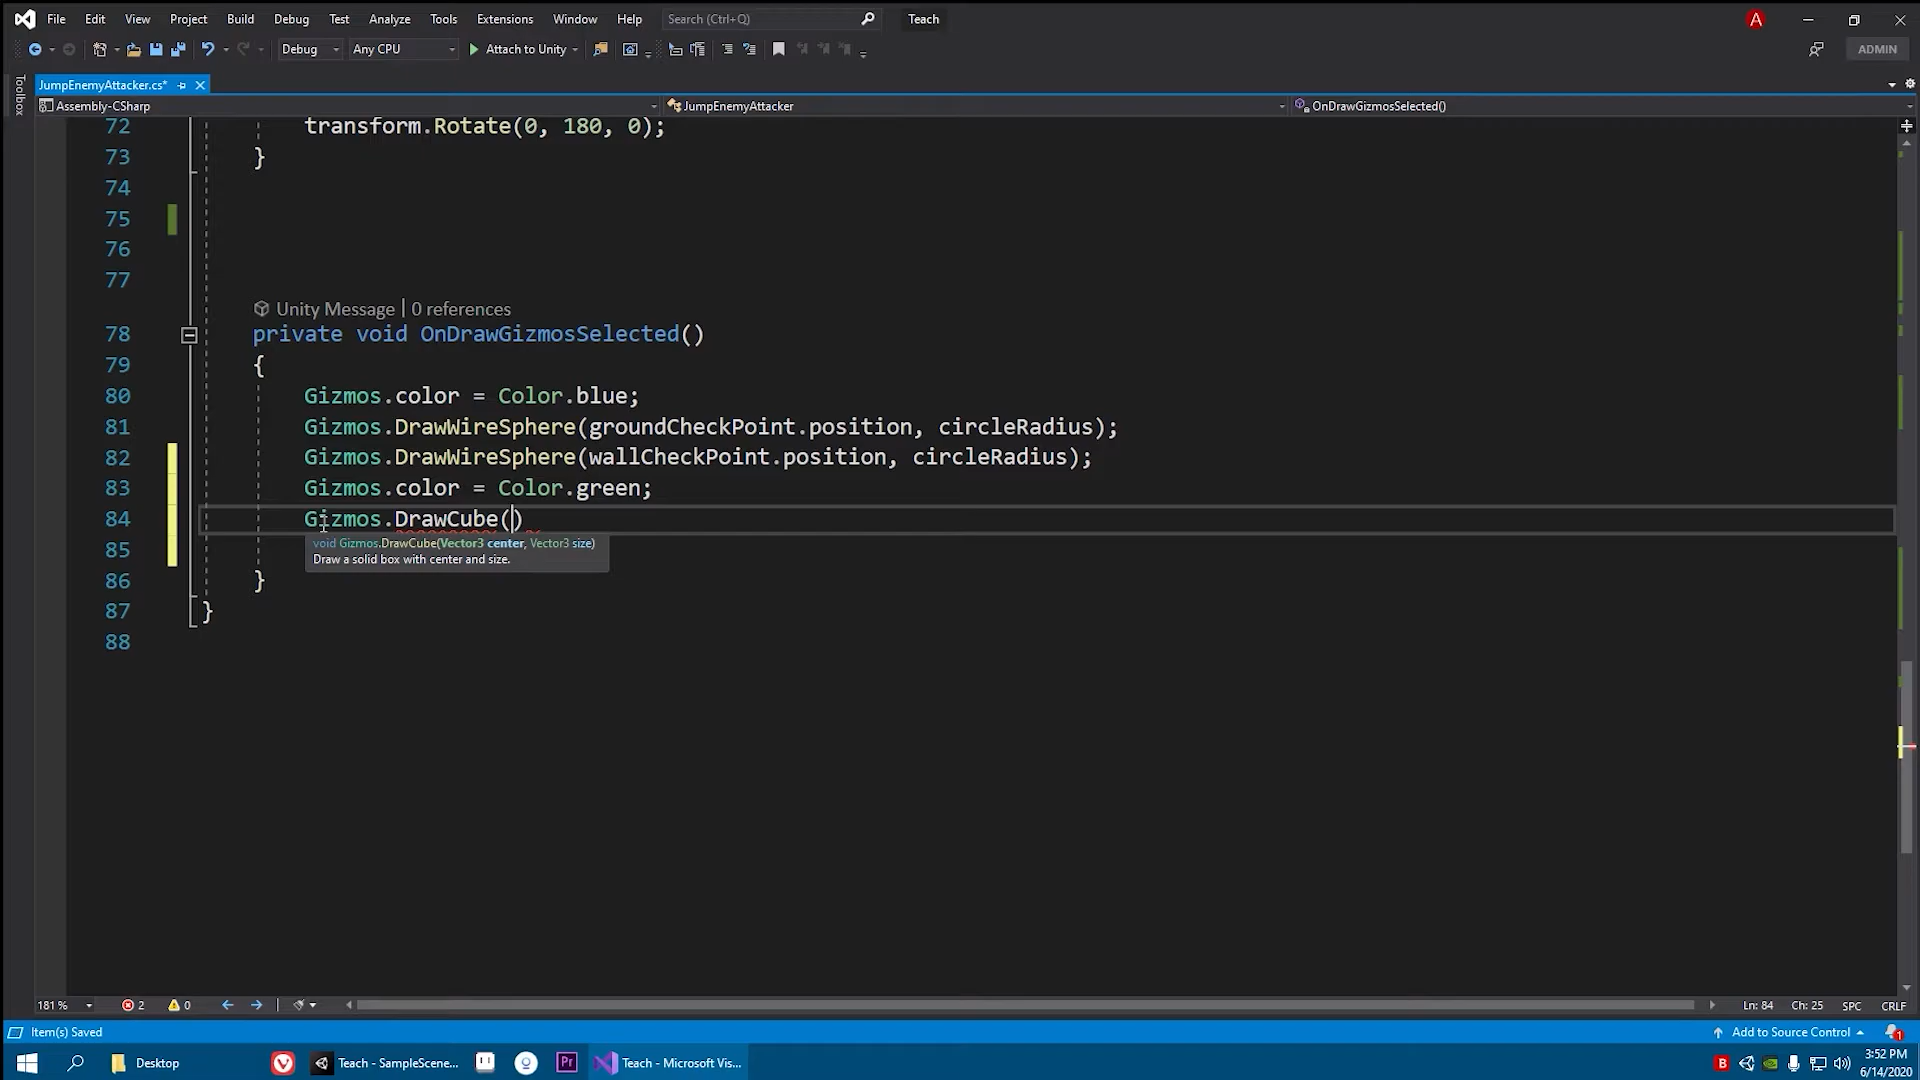 File Edit View Project Build Debug Test Analyze Tools Extensions Window Help Search (Ctrl+Q) Teach A
Debug Any CPU Attach to Unity ADMIN
Toolbox
JumpEnemyAttacker.cs*
Assembly-CSharp JumpEnemyAttacker OnDrawGizmosSelected()
72 transform.Rotate(0, 180, 0);
73 }
74
75
76
77
Unity Message | 0 references
78 private void OnDrawGizmosSelected()
79 {
80 Gizmos.color = Color.blue;
81 Gizmos.DrawWireSphere(groundCheckPoint.position, circleRadius);
82 Gizmos.DrawWireSphere(wallCheckPoint.position, circleRadius);
83 Gizmos.color = Color.green;
84 Gizmos.DrawCube()
void Gizmos.DrawCube(Vector3 center, Vector3 size)
85
Draw a solid box with center and size.
86 }
87 }
88
181 % 2 0 Ln: 84 Ch: 25 SPC CRLF
Item(s) Saved Add to Source Control 1
Desktop Teach - SampleScene... Pr Teach - Microsoft Vis... B 3:52 PM
6/14/2020